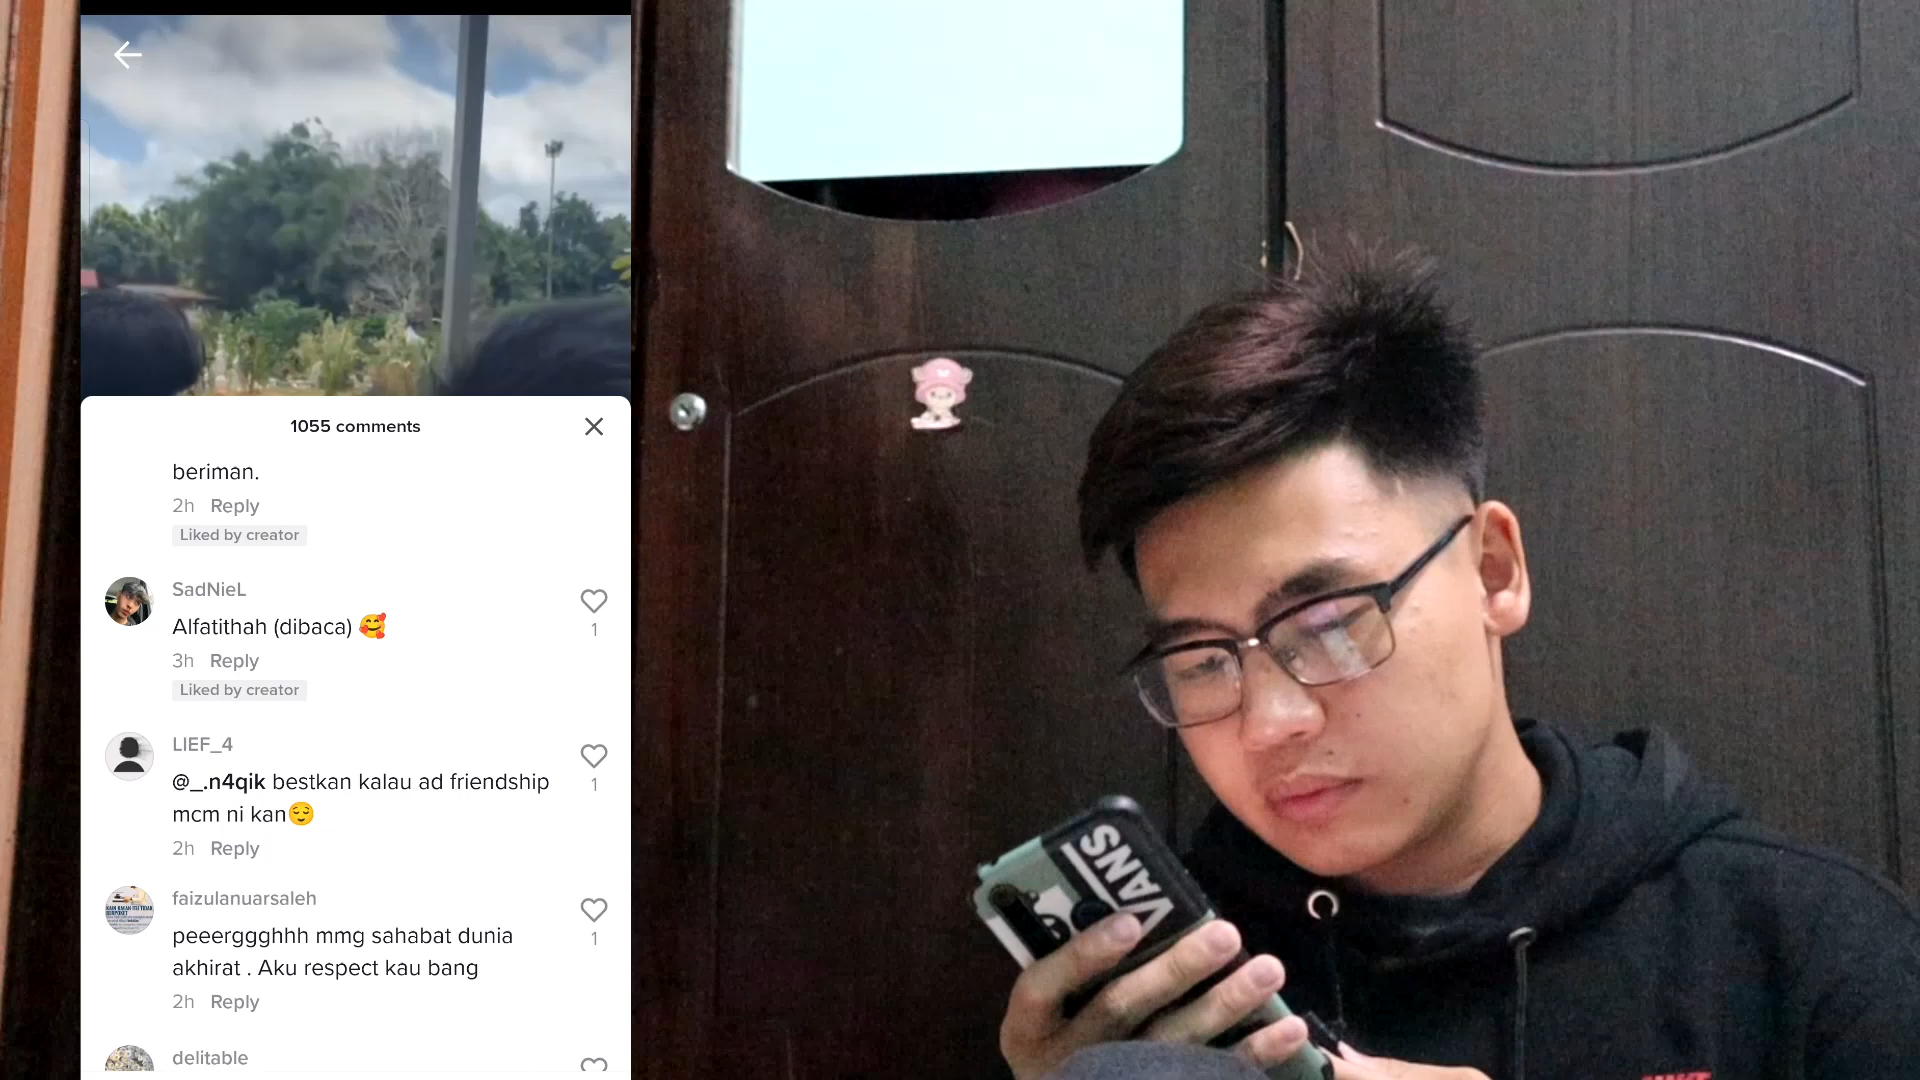 1055 comments
beriman.
2h Reply
Liked by creator
SadNieL
Alfatithah (dibaca) 🥰
1
3h Reply
Liked by creator
LIEF_4
@_.n4qik bestkan kalau ad friendship
mcm ni kan😌
1
2h Reply
faizulanuarsaleh
peeerggghhh mmg sahabat dunia
akhirat . Aku respect kau bang
1
2h Reply
delitable
VANS